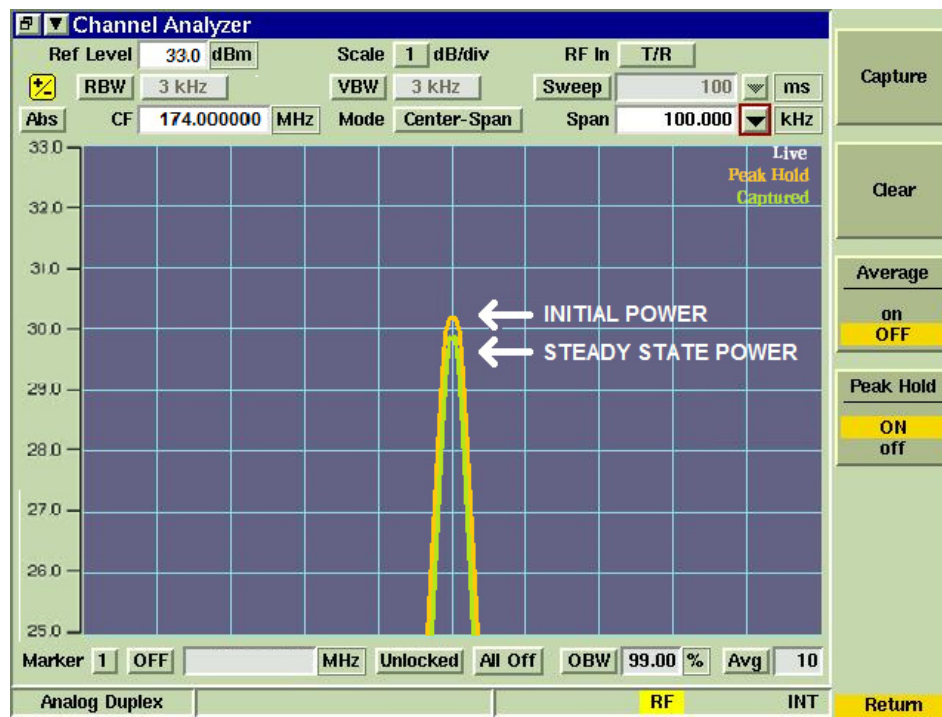 Channel Analyzer
Ref Level 33.0 dBm Scale 1 dB/div RF In T/R
RBW 3 kHz VBW 3 kHz Sweep 100 ms
Abs CF 174.000000 MHz Mode Center-Span Span 100.000 kHz
33.0
32.0
31.0
30.0
29.0
28.0
27.0
26.0
25.0
Live
Peak Hold
Captured
INITIAL POWER
STEADY STATE POWER
Marker 1 OFF MHz Unlocked All Off OBW 99.00 % Avg 10
Analog Duplex RF INT
Capture
Clear
Average
on
OFF
Peak Hold
ON
off
Return